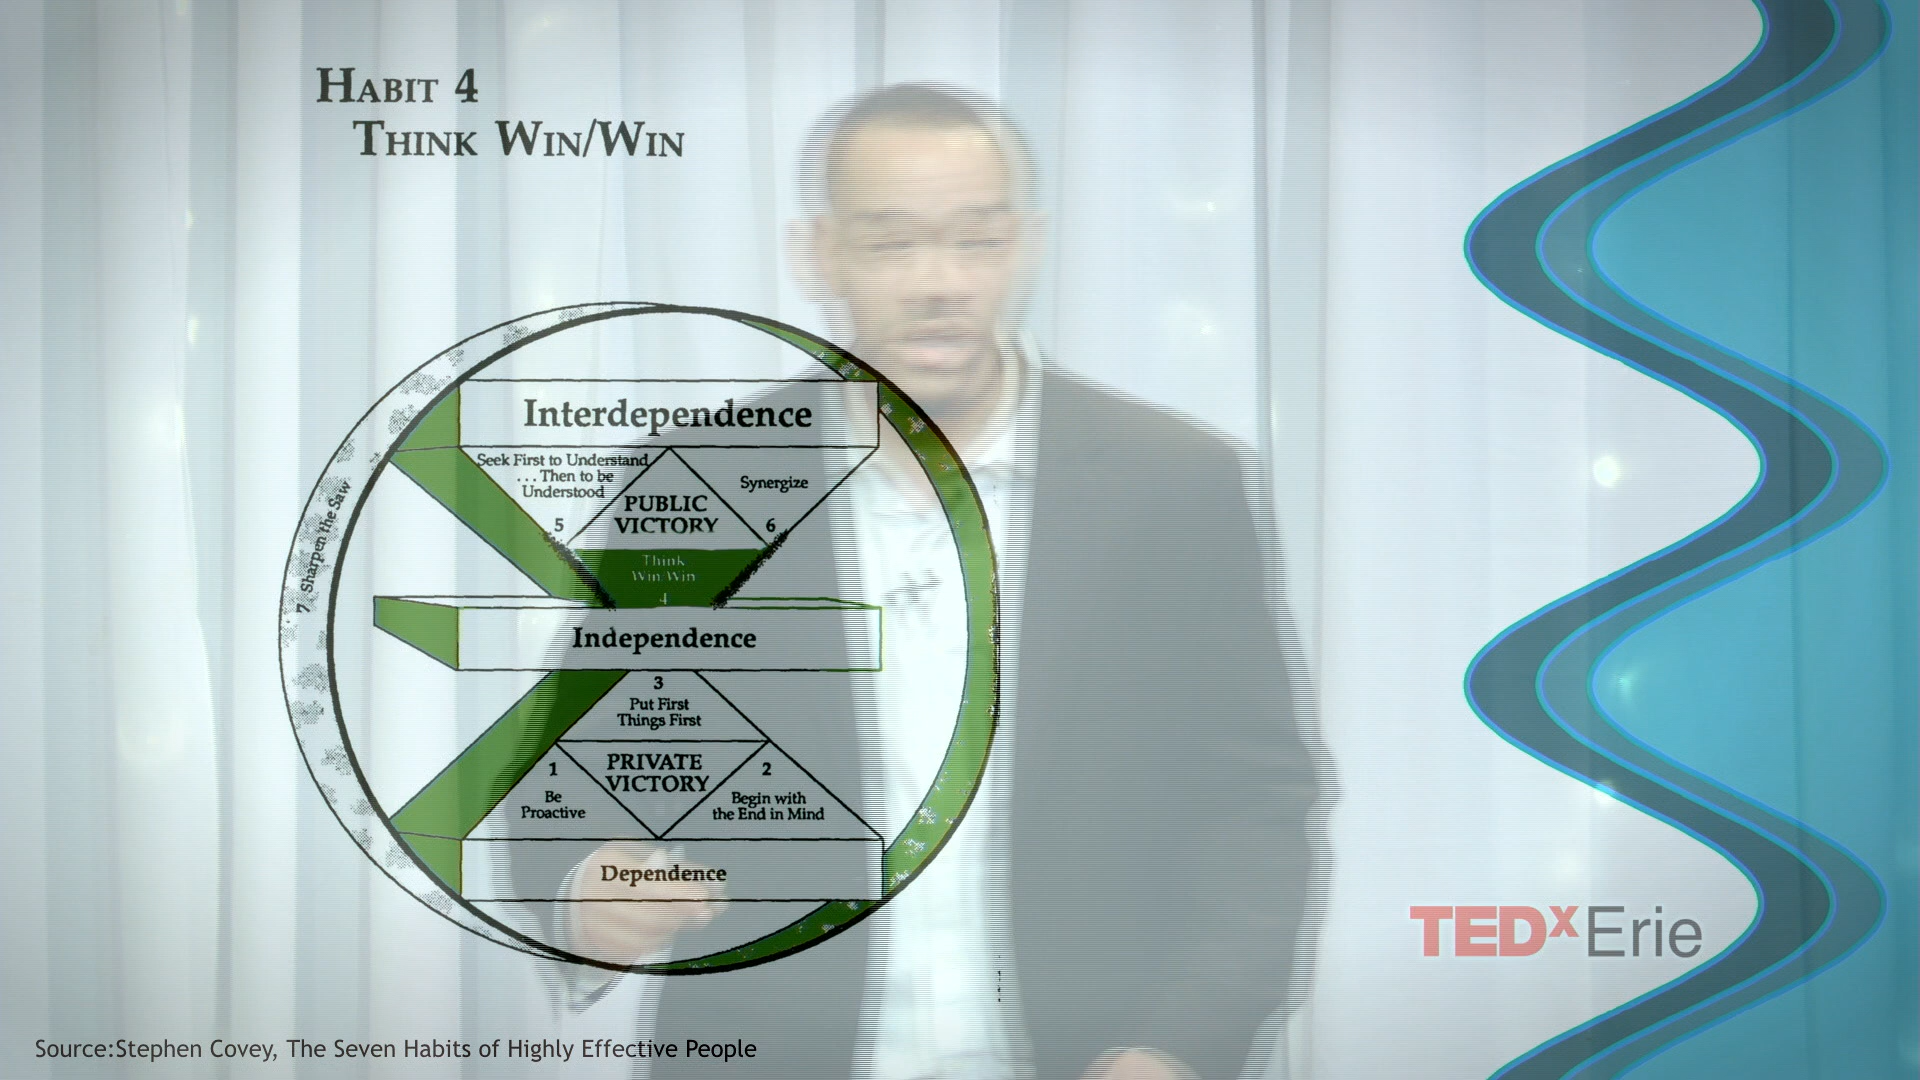 Habit 4
Think Win/Win
Interdependence
Seek First to Understand
...Then to be
Understood
5
PUBLIC
VICTORY
Synergize
6
Think
Win/Win
4
7 Sharpen the Saw
Independence
3
Put First
Things First
PRIVATE
VICTORY
1
Be
Proactive
2
Begin with
the End in Mind
Dependence
TEDxErie
Source:Stephen Covey, The Seven Habits of Highly Effective People